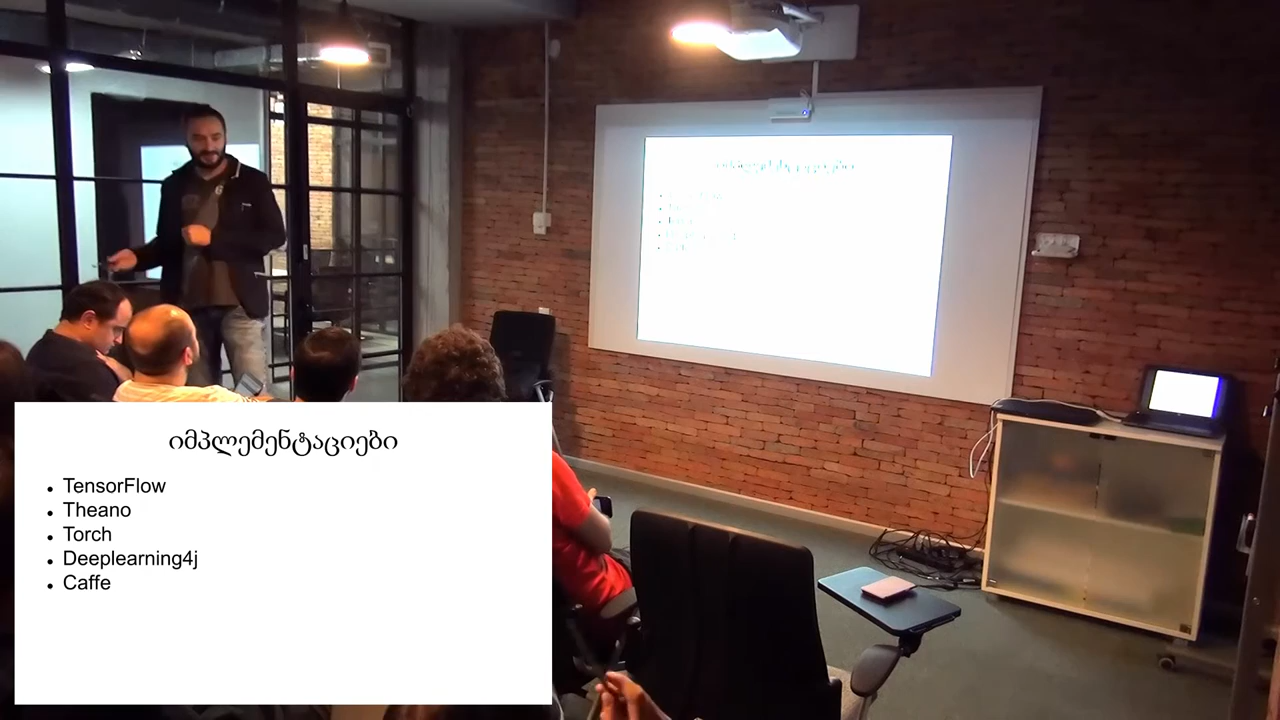 იმპლემენტაციები
• TensorFlow
• Theano
• Torch
• Deeplearning4j
• Caffe